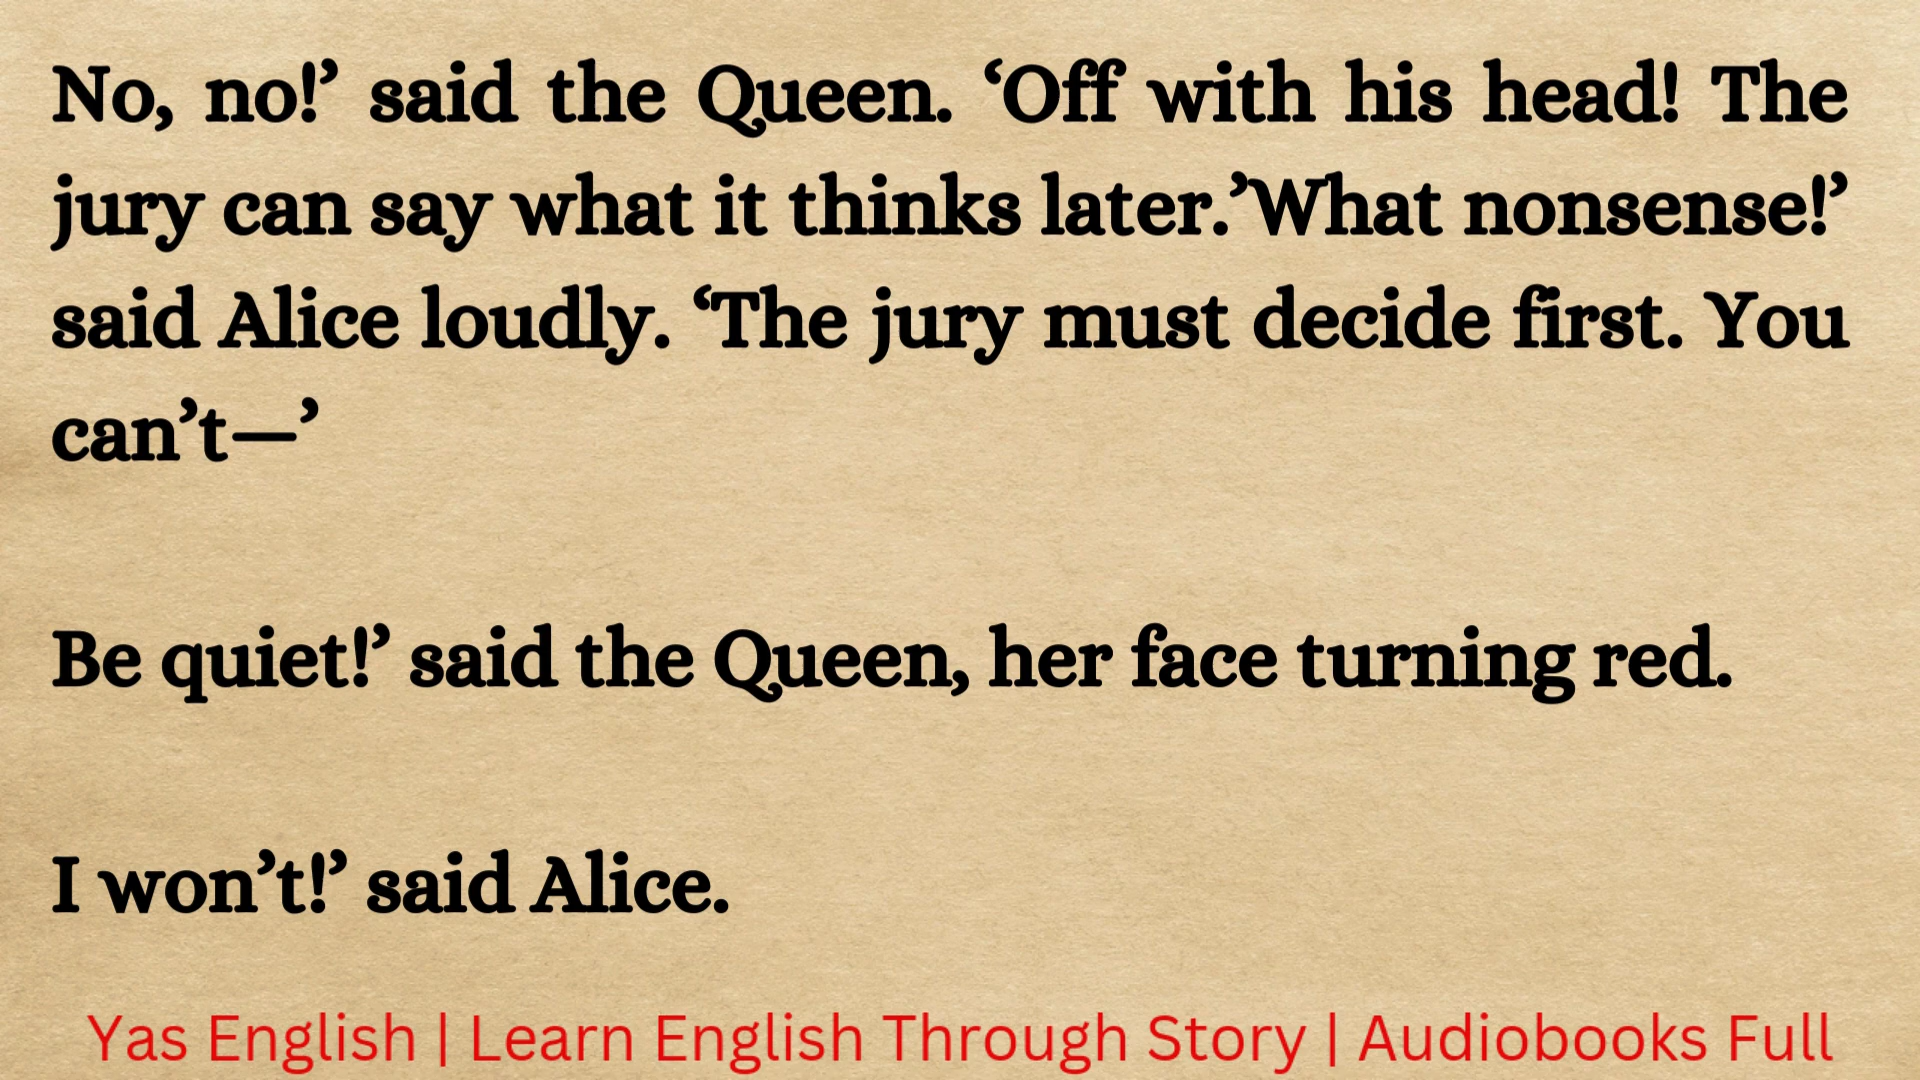 No, no!’ said the Queen. ‘Off with his head! The
jury can say what it thinks later.’What nonsense!’
said Alice loudly. ‘The jury must decide first. You
can’t—’
Be quiet!’ said the Queen, her face turning red.
I won’t!’ said Alice.
Yas English | Learn English Through Story | Audiobooks Full